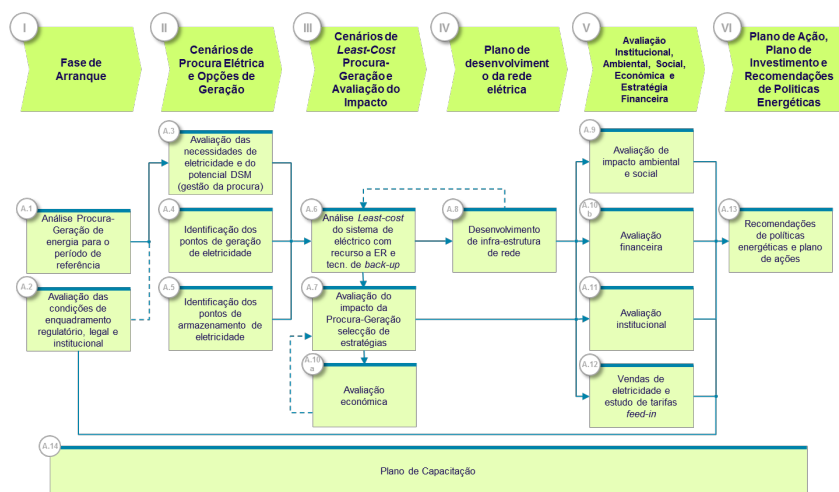 I
Fase de
Arranque
II
Cenários de
Procura Elétrica
e Opções de
Geração
III
Cenários de
Least-Cost
Procura-
Geração e
Avaliação do
Impacto
IV
Plano de
desenvolviment
o da rede
elétrica
V
Avaliação
Institucional,
Ambiental, Social,
Económica e
Estratégia
Financeira
VI
Plano de Ação,
Plano de
Investimento e
Recomendações
de Politicas
Energéticas
A.1
Análise Procura-
Geração de
energia para o
período de
referência
A.2
Avaliação das
condições de
enquadramento
regulatório, legal e
institucional
A.3
Avaliação das
necessidades de
eletricidade e do
potencial DSM
(gestão da procura)
A.4
Identificação dos
pontos de geração
de eletricidade
A.5
Identificação dos
pontos de
armazenamento de
eletricidade
A.6
Análise Least-cost
do sistema de
eléctrico com
recurso a ER e
tecn. de back-up
A.7
Avaliação do
impacto da
Procura-Geração
selecção de
estratégias
A.10
a
Avaliação
económica
A.8
Desenvolvimento
de infra-estrutura
de rede
A.9
Avaliação de
impacto ambiental
e social
A.10
b
Avaliação
financeira
A.11
Avaliação
institucional
A.12
Vendas de
eletricidade e
estudo de tarifas
feed-in
A.13
Recomendações
de políticas
energéticas e plano
de ações
A.14
Plano de Capacitação